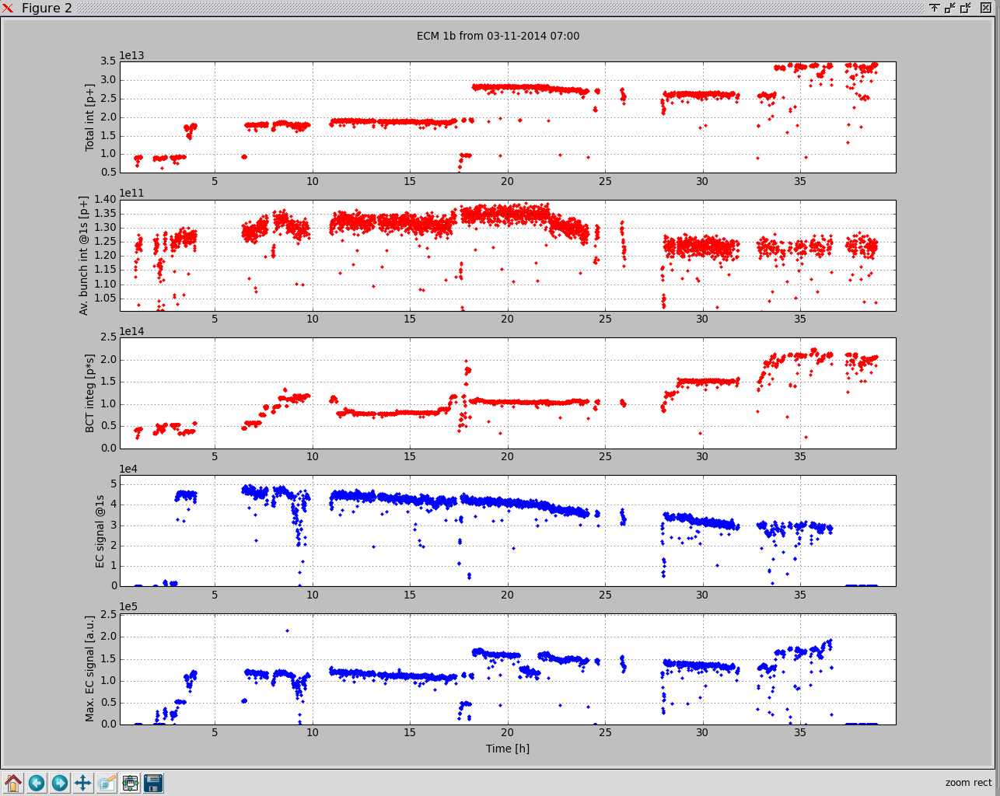 Figure 2
ECM 1b from 03-11-2014 07:00
1e13
3.5
3.0
2.5
2.0
1.5
1.0
0.5
Total int [p+]
5 10 15 20 25 30 35
1e11
1.40
1.35
1.30
1.25
1.20
1.15
1.10
1.05
Av. bunch int @1s [p+]
5 10 15 20 25 30 35
1e14
2.5
2.0
1.5
1.0
0.5
0.0
BCT integ [p*s]
5 10 15 20 25 30 35
1e4
5
4
3
2
1
0
EC signal @1s
5 10 15 20 25 30 35
1e5
2.5
2.0
1.5
1.0
0.5
0.0
Max. EC signal [a.u.]
5 10 15 20 25 30 35
Time [h]
zoom rect